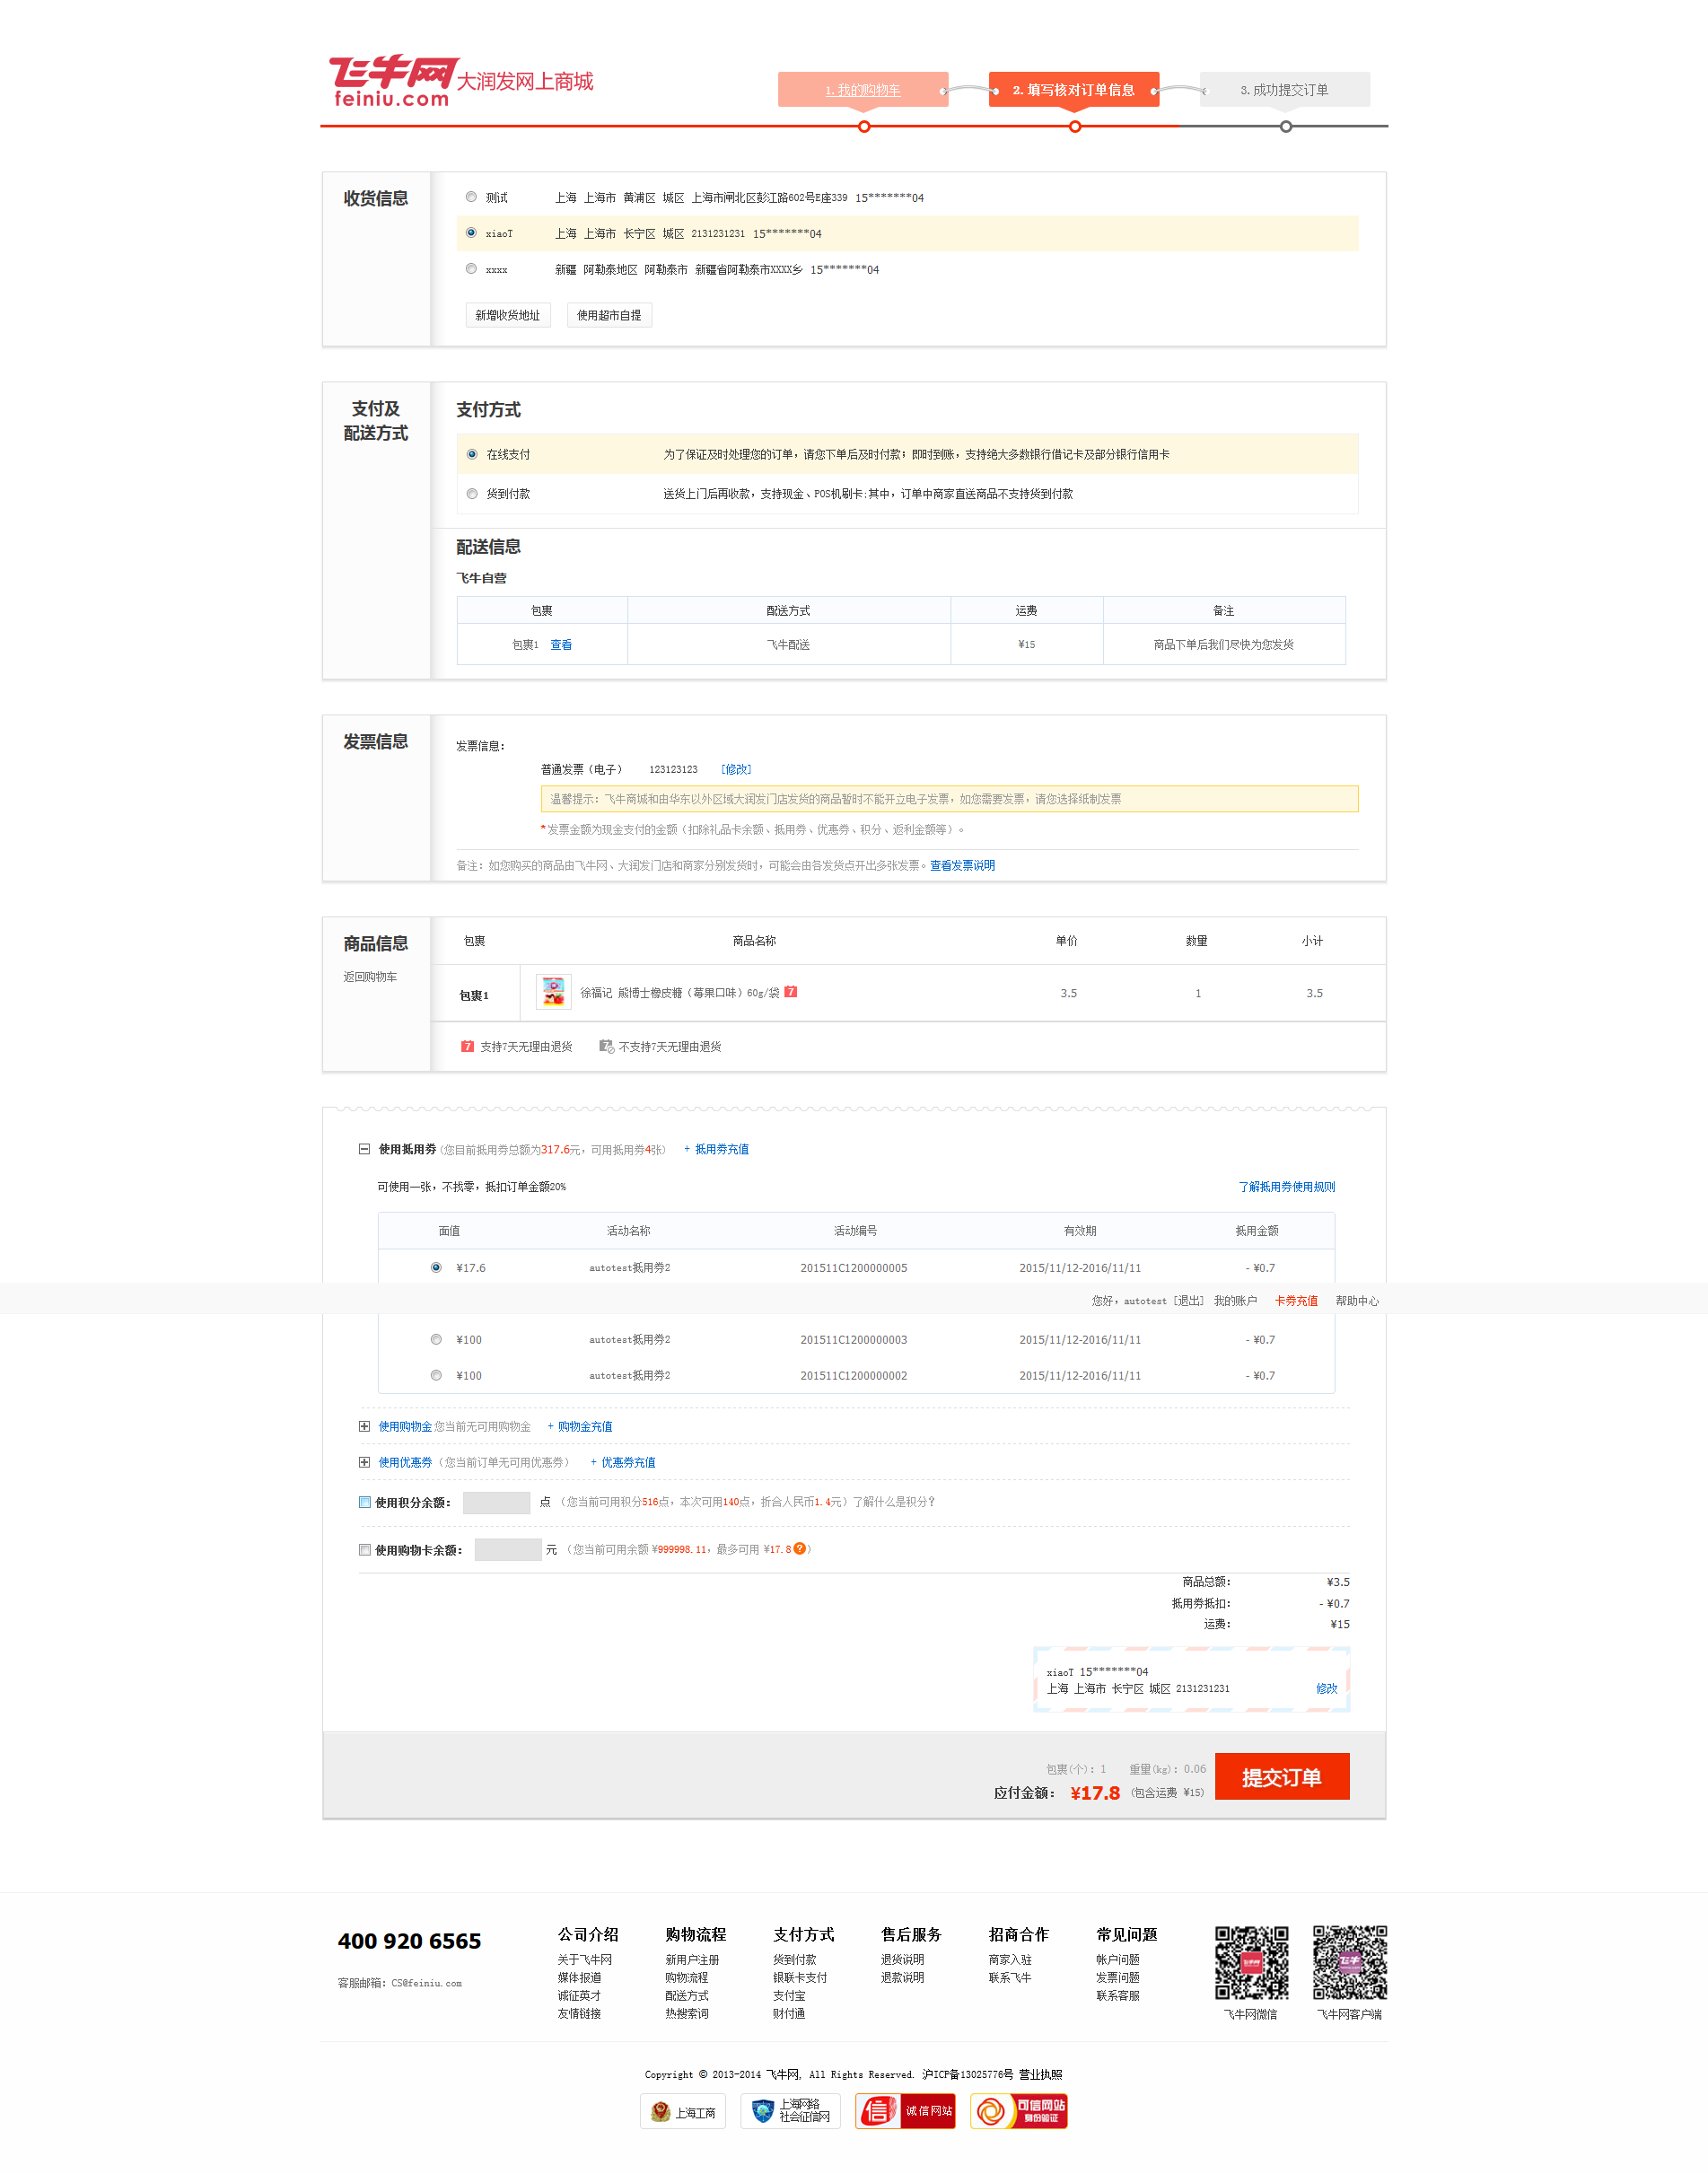 飞牛网 大润发网上商城
feiniu.com
1. 我的购物车 2. 填写核对订单信息 3. 成功提交订单
收货信息
测试 上海 上海市 黄浦区 城区 上海市闸北区彭江路602号E座339 15*******04
xiaoT 上海 上海市 长宁区 城区 2131231231 15*******04
xxxx 新疆 阿勒泰地区 阿勒泰市 新疆省阿勒泰市XXXX乡 15*******04
新增收货地址 使用超市自提
支付及
配送方式
支付方式
在线支付 为了保证及时处理您的订单，请您下单后及时付款；即时到账，支持绝大多数银行借记卡及部分银行信用卡
货到付款 送货上门后再收款，支持现金、POS机刷卡;其中，订单中商家直送商品不支持货到付款
配送信息
飞牛自营
包裹 配送方式 运费 备注
包裹1 查看 飞牛配送 ¥15 商品下单后我们尽快为您发货
发票信息
发票信息：
普通发票（电子） 123123123 [修改]
温馨提示：飞牛商城和由华东以外区域大润发门店发货的商品暂时不能开立电子发票，如您需要发票，请您选择纸制发票
*发票金额为现金支付的金额（扣除礼品卡余额、抵用券、优惠券、积分、返利金额等）。
备注：如您购买的商品由飞牛网、大润发门店和商家分别发货时，可能会由各发货点开出多张发票。查看发票说明
商品信息
返回购物车
包裹 商品名称 单价 数量 小计
包裹1 徐福记 熊博士橡皮糖（莓果口味）60g/袋 7 3.5 1 3.5
7 支持7天无理由退货 7 不支持7天无理由退货
使用抵用券(您目前抵用券总额为317.6元，可用抵用券4张) + 抵用券充值
可使用一张，不找零，抵扣订单金额20% 了解抵用券使用规则
面值 活动名称 活动编号 有效期 抵用金额
¥17.6 autotest抵用券2 201511C1200000005 2015/11/12-2016/11/11 - ¥0.7
您好，autotest [退出] 我的账户 卡券充值 帮助中心
¥100 autotest抵用券2 201511C1200000003 2015/11/12-2016/11/11 - ¥0.7
¥100 autotest抵用券2 201511C1200000002 2015/11/12-2016/11/11 - ¥0.7
使用购物金 您当前无可用购物金 + 购物金充值
使用优惠券（您当前订单无可用优惠券） + 优惠券充值
使用积分余额： 点 （您当前可用积分516点，本次可用140点，折合人民币1.4元）了解什么是积分？
使用购物卡余额： 元 （您当前可用余额 ¥999998.11，最多可用 ¥17.8?）
商品总额： ¥3.5
抵用券抵扣： - ¥0.7
运费： ¥15
xiaoT 15*******04
上海 上海市 长宁区 城区 2131231231 修改
包裹(个)：1 重量(kg)：0.06
应付金额： ¥17.8 (包含运费 ¥15)
提交订单
400 920 6565
客服邮箱：CS@feiniu.com
公司介绍 购物流程 支付方式 售后服务 招商合作 常见问题
关于飞牛网 新用户注册 货到付款 退货说明 商家入驻 帐户问题
媒体报道 购物流程 银联卡支付 退款说明 联系飞牛 发票问题
诚征英才 配送方式 支付宝 联系客服
友情链接 热搜索词 财付通
飞牛网微信 飞牛网客户端
Copyright © 2013-2014 飞牛网, All Rights Reserved. 沪ICP备13025776号 营业执照
上海工商 上海网络社会征信网 信 诚信网站 可信网站身份验证